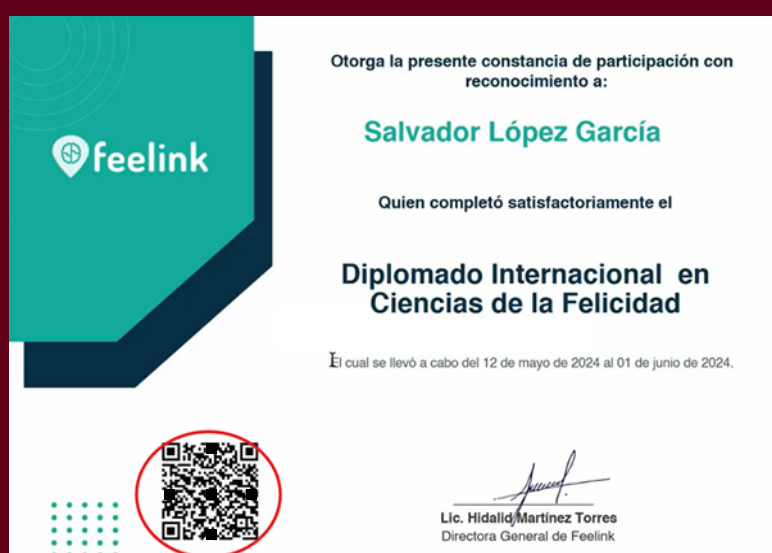 feelink
Otorga la presente constancia de participación con
reconocimiento a:
Salvador López García
Quien completó satisfactoriamente el
Diplomado Internacional en
Ciencias de la Felicidad
El cual se llevó a cabo del 12 de mayo de 2024 al 01 de junio de 2024.
Lic. Hidalid Martínez Torres
Directora General de Feelink